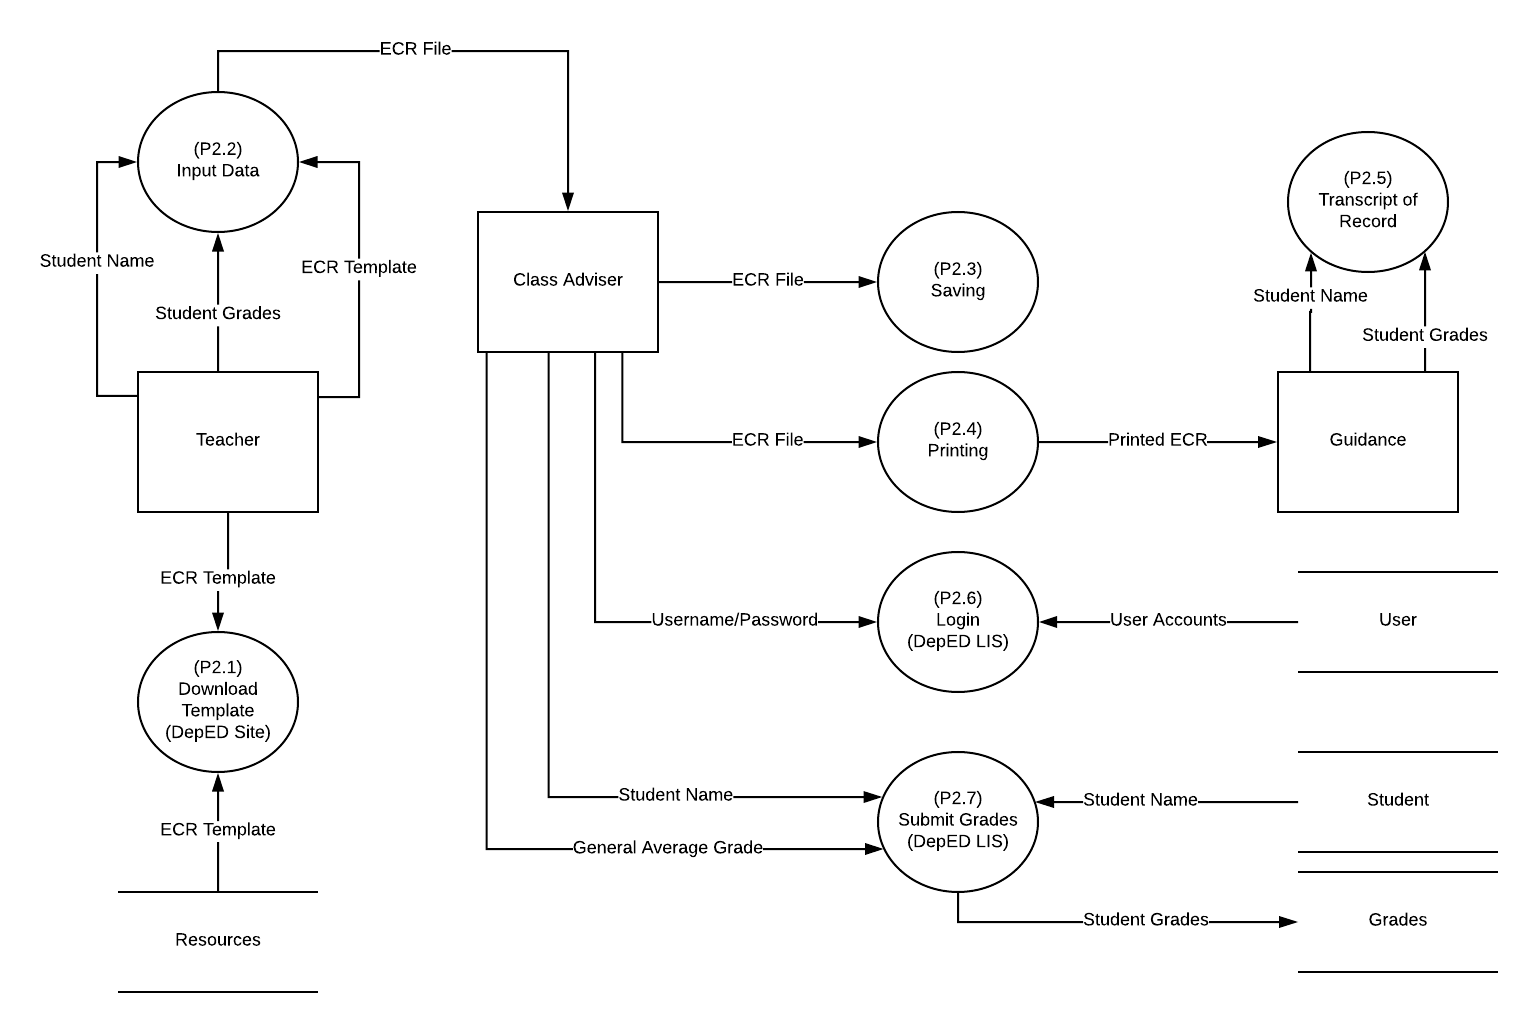 ECR File
(P2.2)
Input Data
Student Name
ECR Template
Student Grades
Teacher
ECR Template
(P2.1)
Download
Template
(DepED Site)
ECR Template
Resources
Class Adviser
ECR File
(P2.3)
Saving
ECR File
(P2.4)
Printing
Printed ECR
Guidance
(P2.5)
Transcript of
Record
Student Name
Student Grades
Username/Password
(P2.6)
Login
(DepED LIS)
User Accounts
User
Student Name
General Average Grade
(P2.7)
Submit Grades
(DepED LIS)
Student Name
Student
Student Grades
Grades